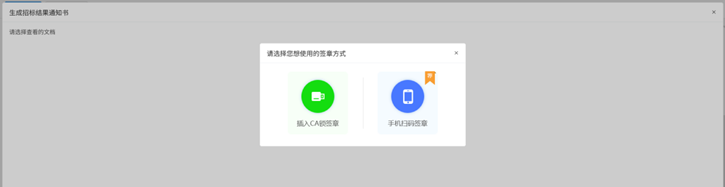 生成招标结果通知书
请选择查看的文档
请选择您想使用的签章方式
插入CA锁签章
手机扫码签章